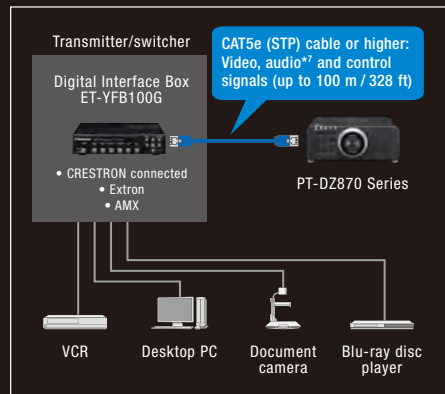 Transmitter/switcher
Digital Interface Box
ET-YFB100G
• CRESTRON connected
• Extron
• AMX
CAT5e (STP) cable or higher:
Video, audio*7 and control
signals (up to 100 m / 328 ft)
PT-DZ870 Series
VCR
Desktop PC
Document
camera
Blu-ray disc
player